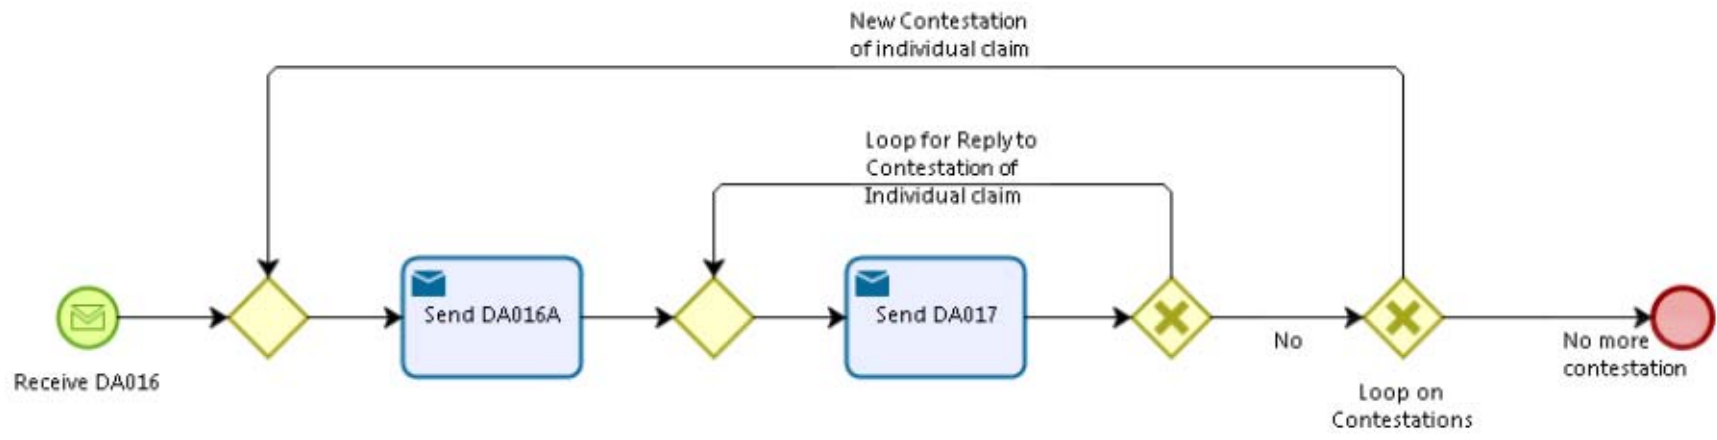 New Contestation
of individual claim
Loop for Reply to
Contestation of
Individual claim
Send DA016A
Send DA017
No
No more
contestation
Receive DA016
Loop on
Contestations